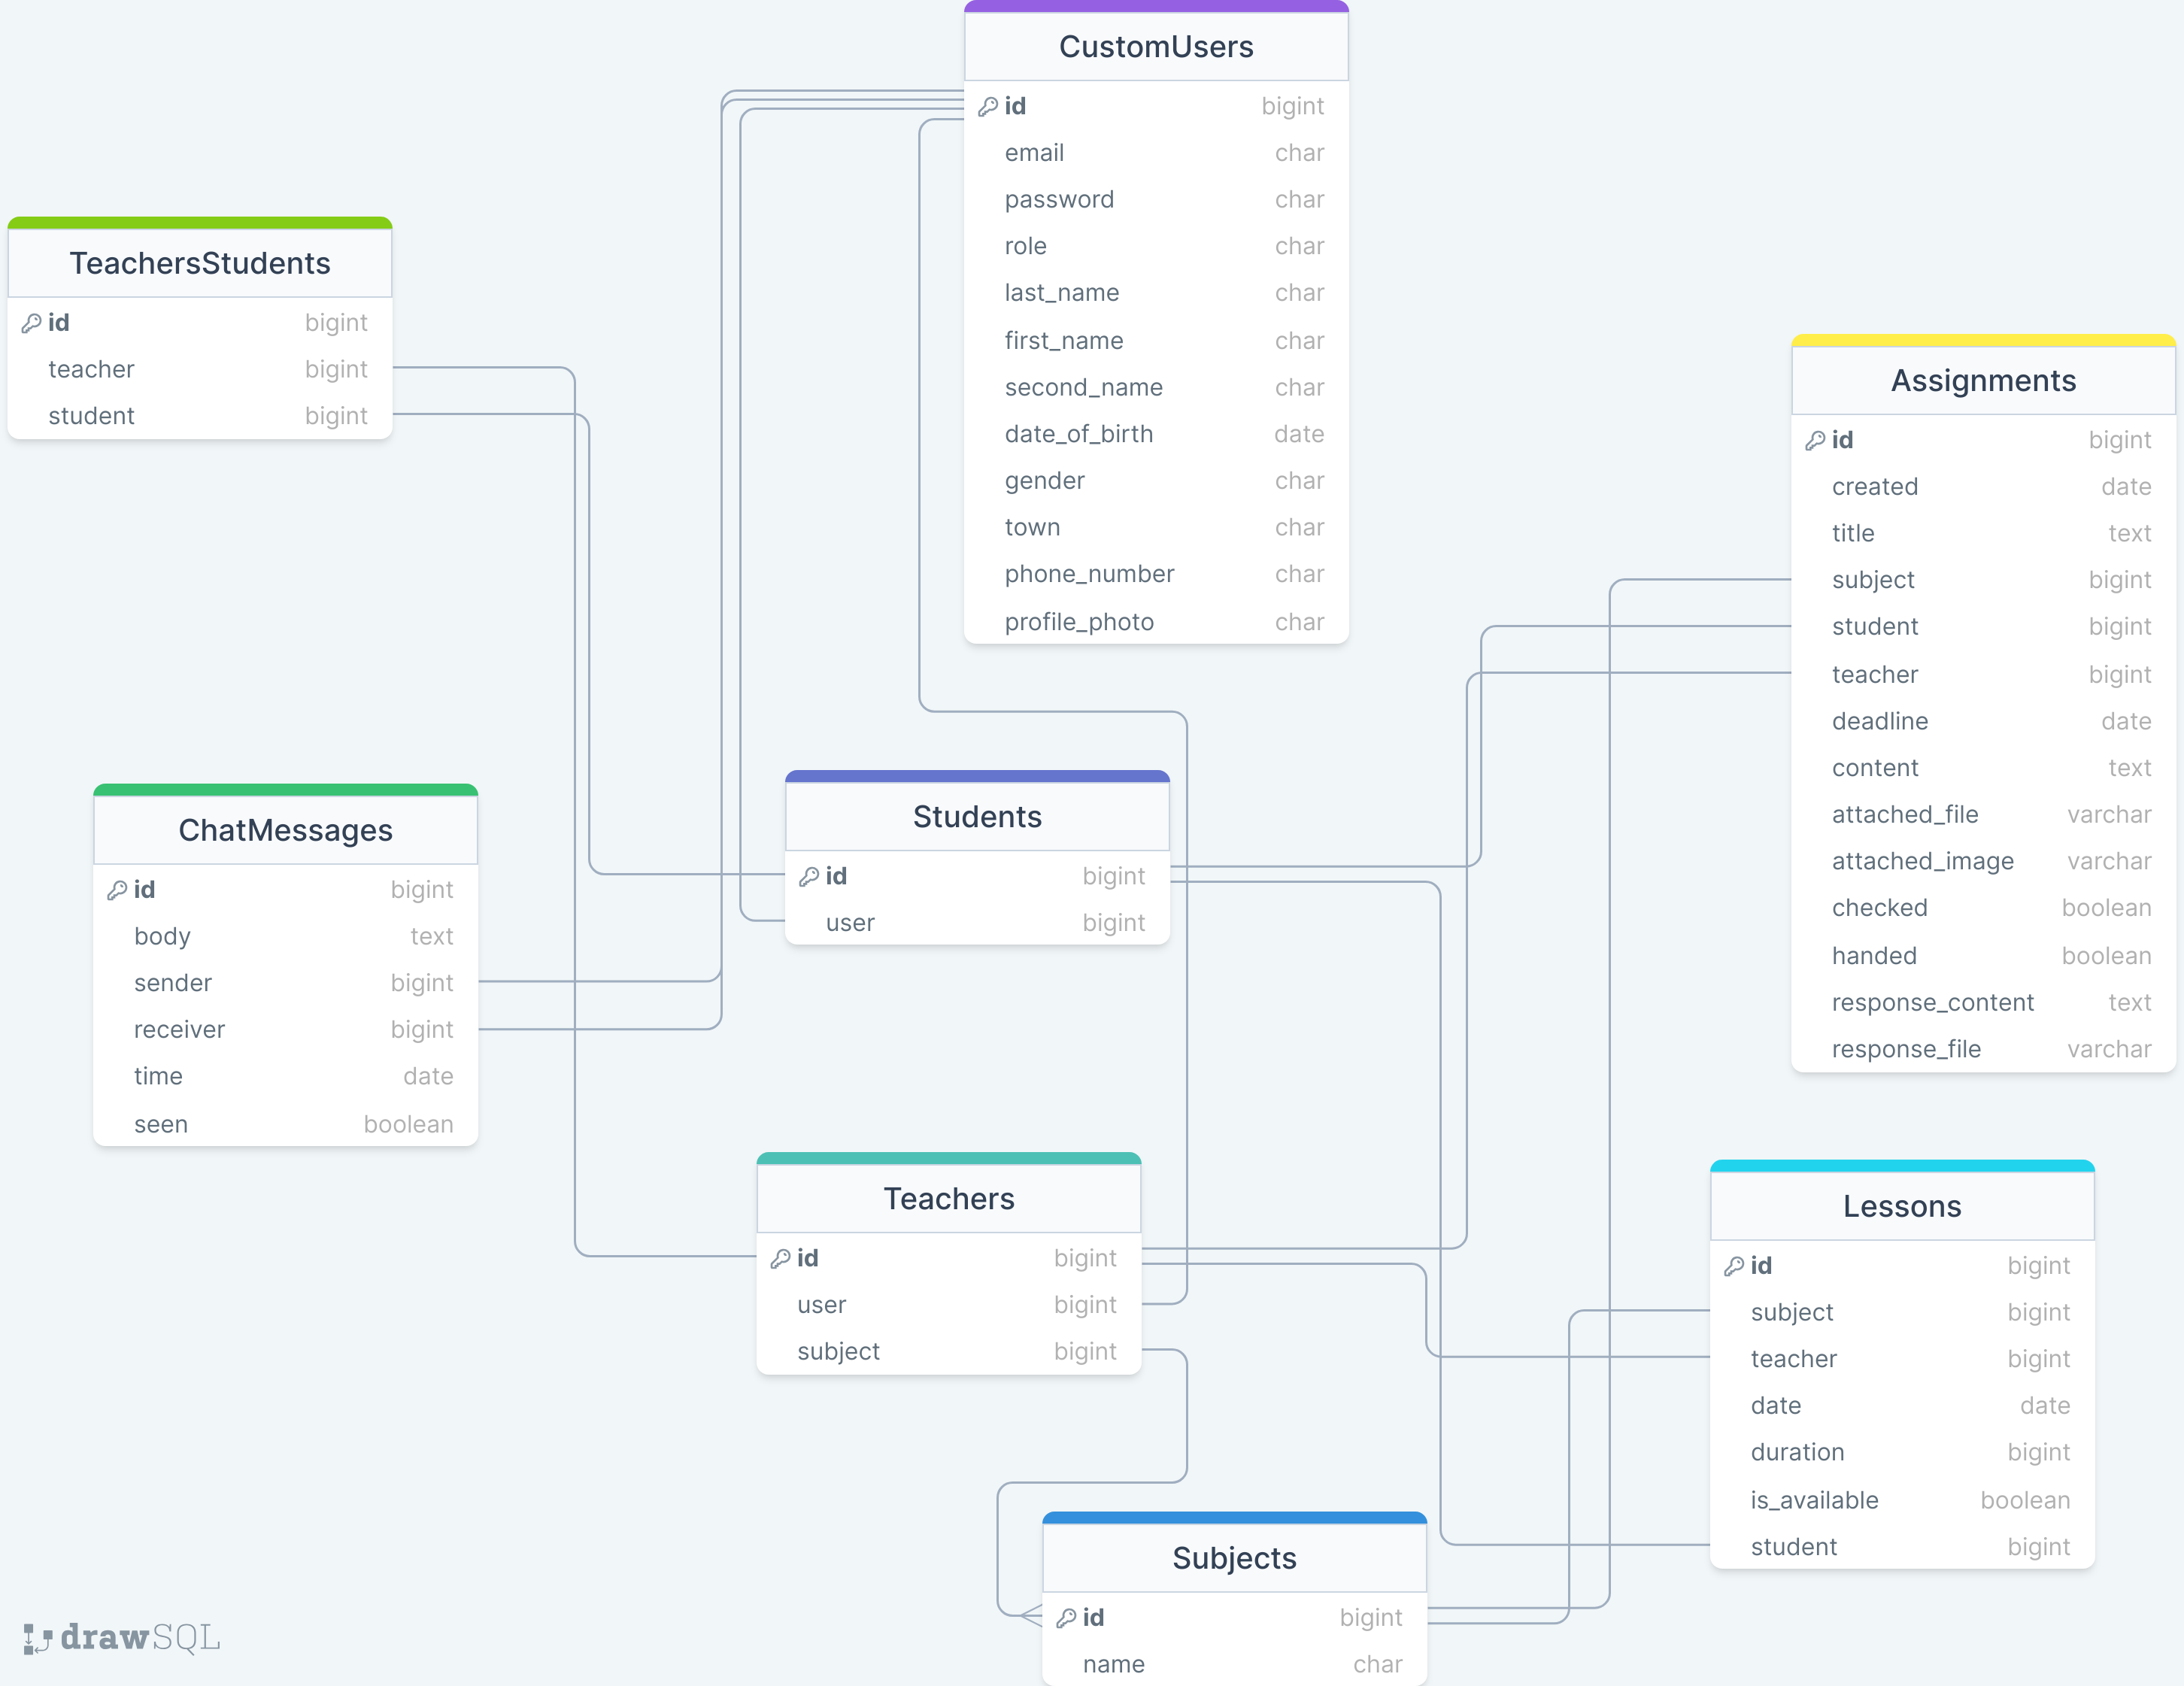 CustomUsers
id bigint
email char
password char
role char
last_name char
first_name char
second_name char
date_of_birth date
gender char
town char
phone_number char
profile_photo char
TeachersStudents
id bigint
teacher bigint
student bigint
Assignments
id bigint
created date
title text
subject bigint
student bigint
teacher bigint
deadline date
content text
attached_file varchar
attached_image varchar
checked boolean
handed boolean
response_content text
response_file varchar
ChatMessages
id bigint
body text
sender bigint
receiver bigint
time date
seen boolean
Students
id bigint
user bigint
Teachers
id bigint
user bigint
subject bigint
Lessons
id bigint
subject bigint
teacher bigint
date date
duration bigint
is_available boolean
student bigint
Subjects
id bigint
name char
drawSQL